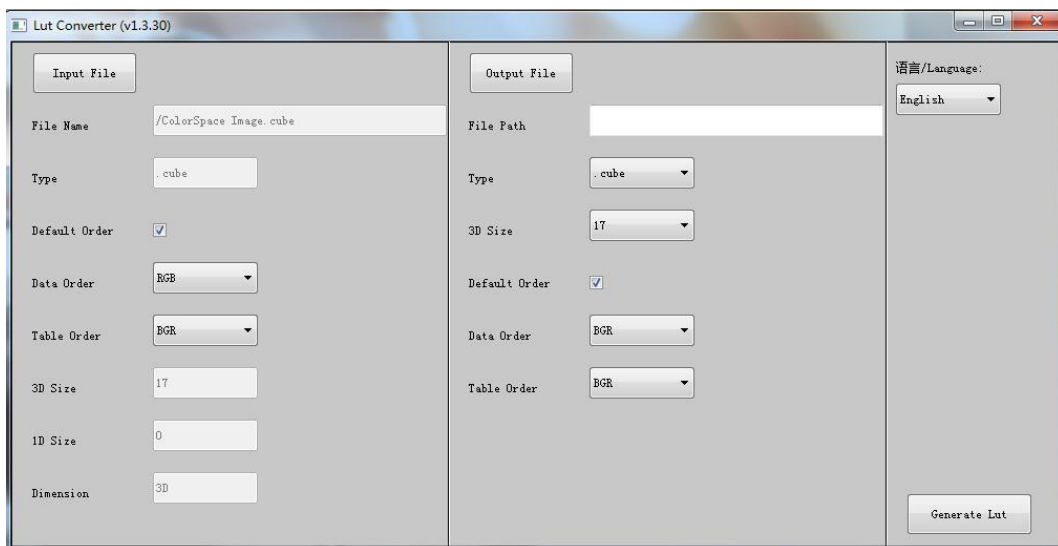 Lut Converter (v1.3.30)
Input File
File Name
/ColorSpace Image.cube
Type
.cube
Default Order
Data Order
RGB
Table Order
BGR
3D Size
17
1D Size
0
Dimension
3D
Output File
File Path
Type
.cube
3D Size
17
Default Order
Data Order
BGR
Table Order
BGR
语言/Language:
English
Generate Lut